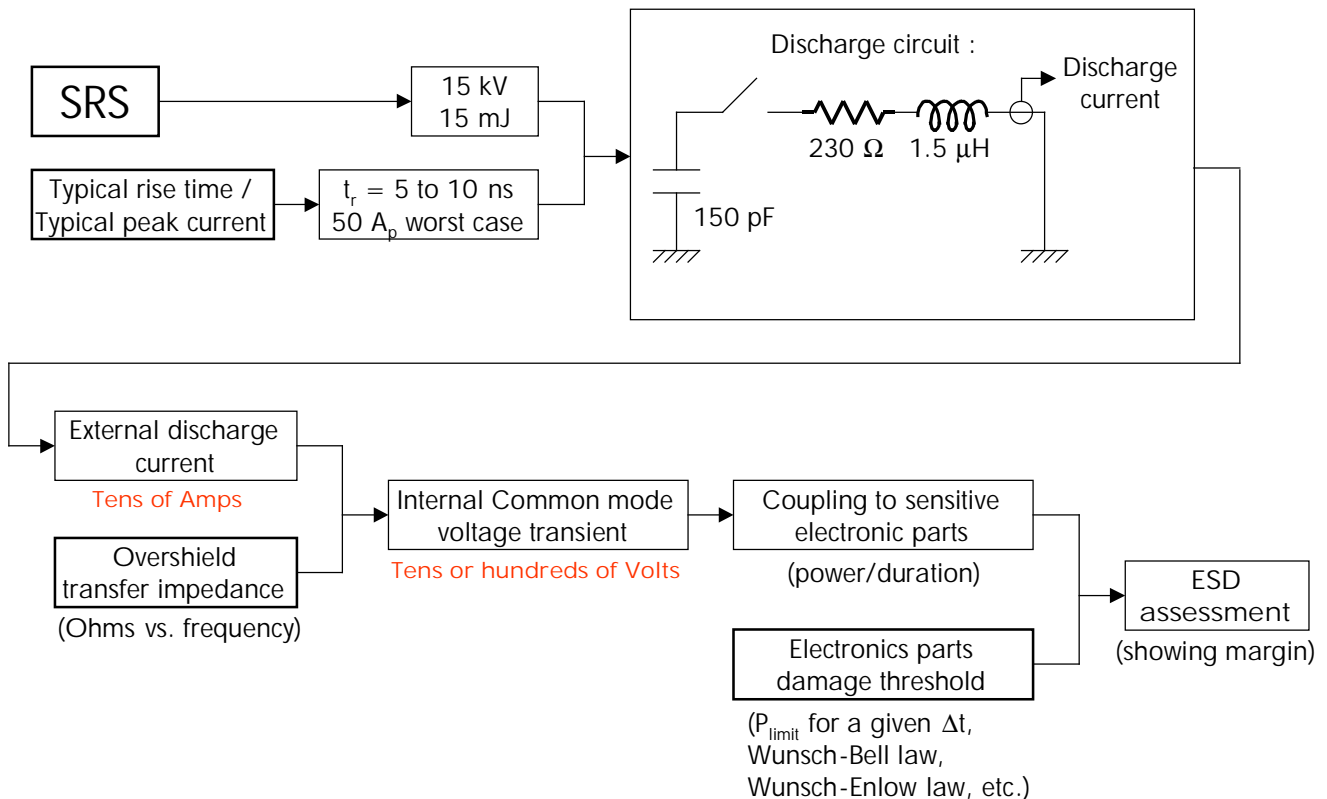 SRS
15 kV
15 mJ
Typical rise time /
Typical peak current
t_r = 5 to 10 ns
50 A_p worst case
Discharge circuit :
Discharge
current
230 Ω
1.5 μH
150 pF
External discharge
current
Tens of Amps
Overshield
transfer impedance
(Ohms vs. frequency)
Internal Common mode
voltage transient
Tens or hundreds of Volts
Coupling to sensitive
electronic parts
(power/duration)
Electronics parts
damage threshold
(P_limit for a given Δt,
Wunsch-Bell law,
Wunsch-Enlow law, etc.)
ESD
assessment
(showing margin)